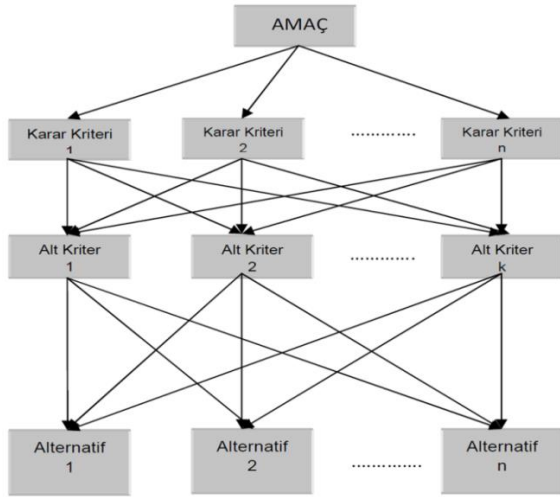 AMAÇ
Karar Kriteri
1
Karar Kriteri
2
.............
Karar Kriteri
n
Alt Kriter
1
Alt Kriter
2
.............
Alt Kriter
k
Alternatif
1
Alternatif
2
.............
Alternatif
n